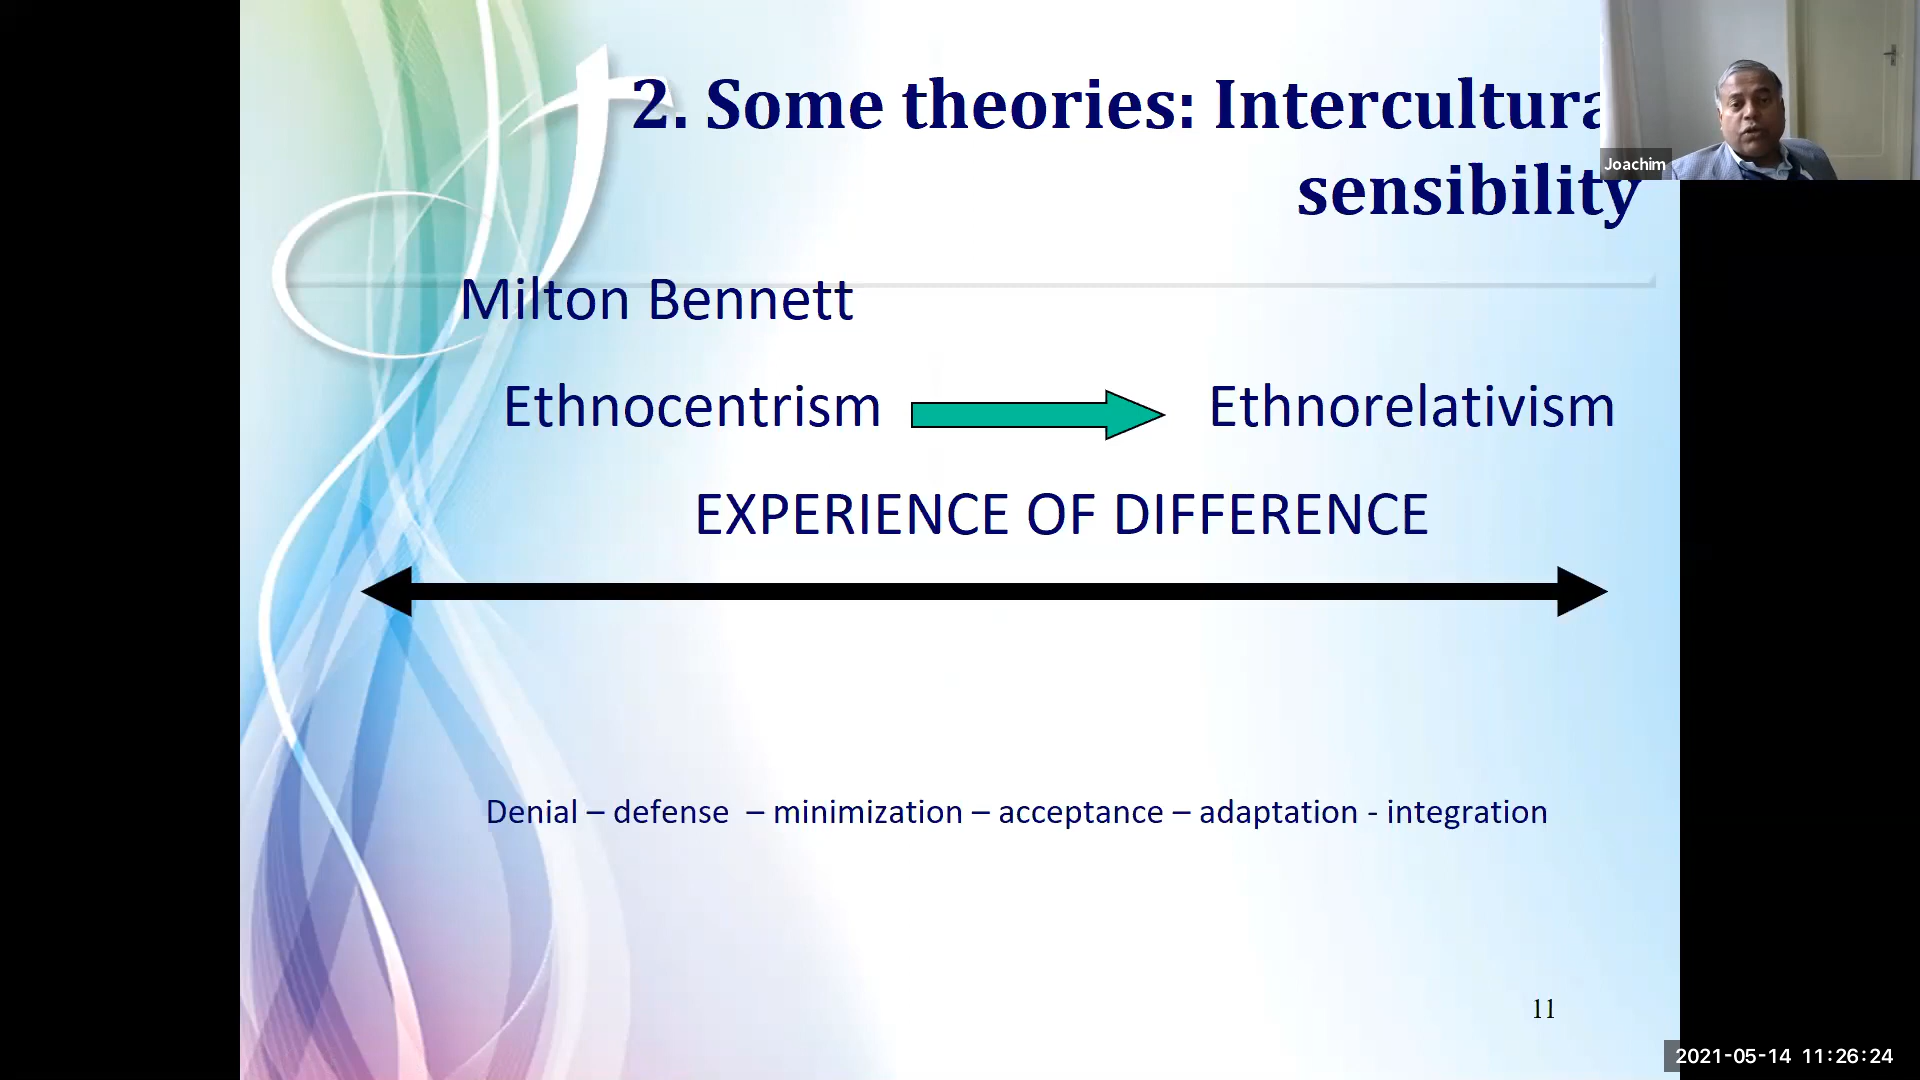 2. Some theories: Intercultura
sensibility
Joachim
Milton Bennett
Ethnocentrism Ethnorelativism
EXPERIENCE OF DIFFERENCE
Denial – defense – minimization – acceptance – adaptation - integration
11
2021-05-14 11:26:24